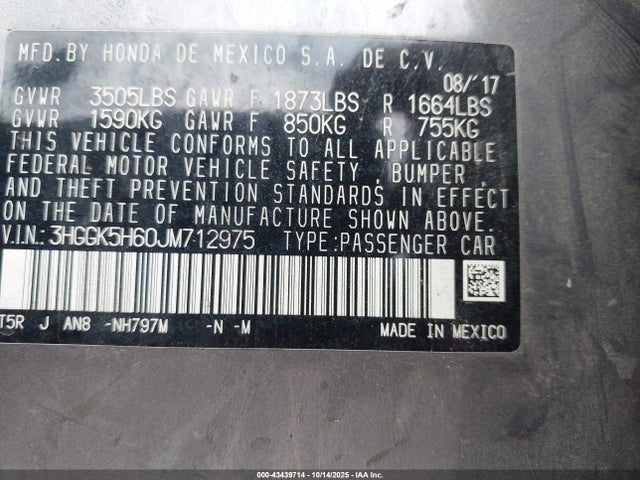 MFD. BY HONDA DE MEXICO S.A. DE C.V.
08/'17
GVWR 3505LBS GAWR F 1873LBS R 1664LBS
GVWR 1590KG GAWR F 850KG R 755KG
THIS VEHICLE CONFORMS TO ALL APPLICABLE
FEDERAL MOTOR VEHICLE SAFETY, BUMPER,
AND THEFT PREVENTION STANDARDS IN EFFECT
ON THE DATE OF MANUFACTURE SHOWN ABOVE.
V.I.N.: 3HGGK5H60JM712975 TYPE:PASSENGER CAR
T5R J AN8 -NH797M -N -M
MADE IN MEXICO
000-43439714 - 10/14/2025 - IAA Inc.